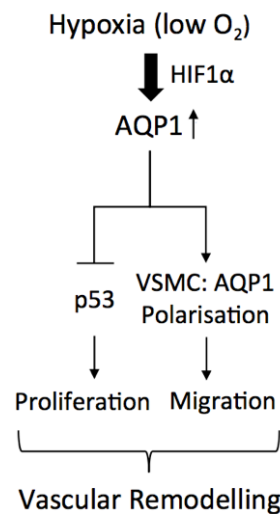 Hypoxia (low O₂)
HIF1α
AQP1↑
p53
VSMC: AQP1
Polarisation
Proliferation
Migration
Vascular Remodelling